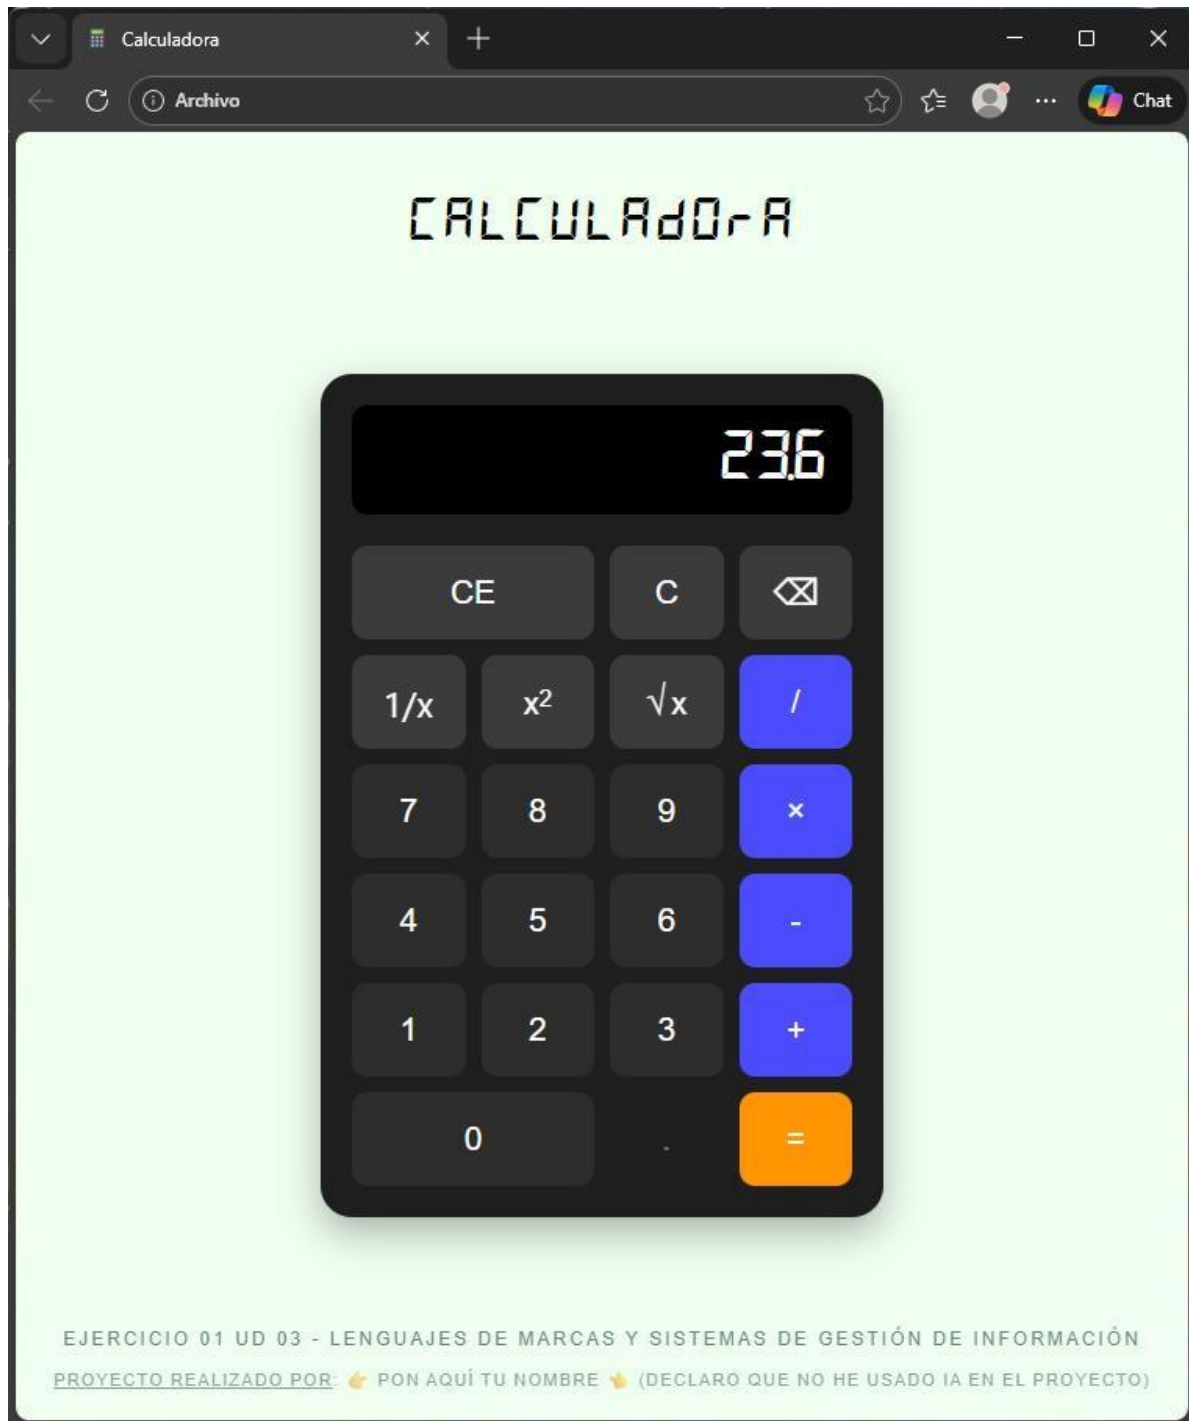 Calculadora
Archivo
Chat
CALCULAdOrA
23.6
CE C ⌫
1/x x² √x /
7 8 9 ×
4 5 6 -
1 2 3 +
0 . =
EJERCICIO 01 UD 03 - LENGUAJES DE MARCAS Y SISTEMAS DE GESTIÓN DE INFORMACIÓN
PROYECTO REALIZADO POR: 👉 PON AQUÍ TU NOMBRE 👈 (DECLARO QUE NO HE USADO IA EN EL PROYECTO)